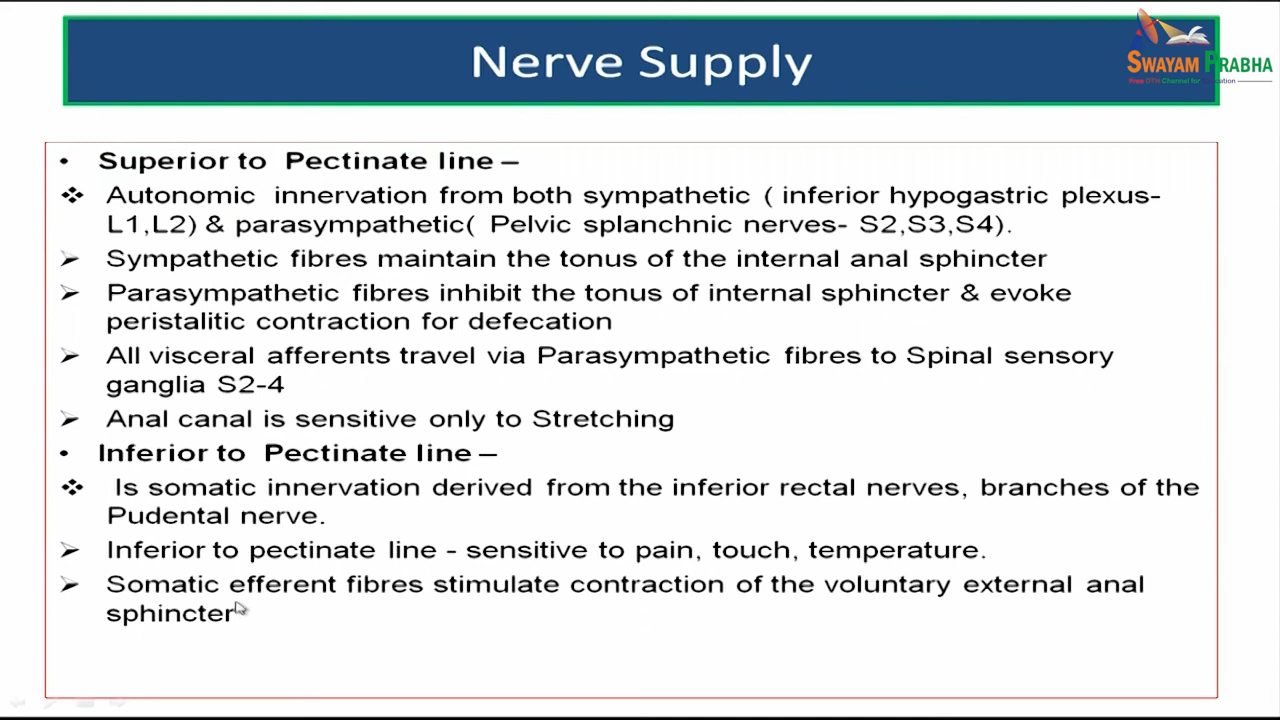 Nerve Supply
SWAYAM PRABHA
Free DTH Channel for Education
• Superior to Pectinate line –
❖ Autonomic innervation from both sympathetic ( inferior hypogastric plexus-
L1,L2) & parasympathetic( Pelvic splanchnic nerves- S2,S3,S4).
➢ Sympathetic fibres maintain the tonus of the internal anal sphincter
➢ Parasympathetic fibres inhibit the tonus of internal sphincter & evoke
peristalitic contraction for defecation
➢ All visceral afferents travel via Parasympathetic fibres to Spinal sensory
ganglia S2-4
➢ Anal canal is sensitive only to Stretching
• Inferior to Pectinate line –
❖ Is somatic innervation derived from the inferior rectal nerves, branches of the
Pudental nerve.
➢ Inferior to pectinate line - sensitive to pain, touch, temperature.
➢ Somatic efferent fibres stimulate contraction of the voluntary external anal
sphincter